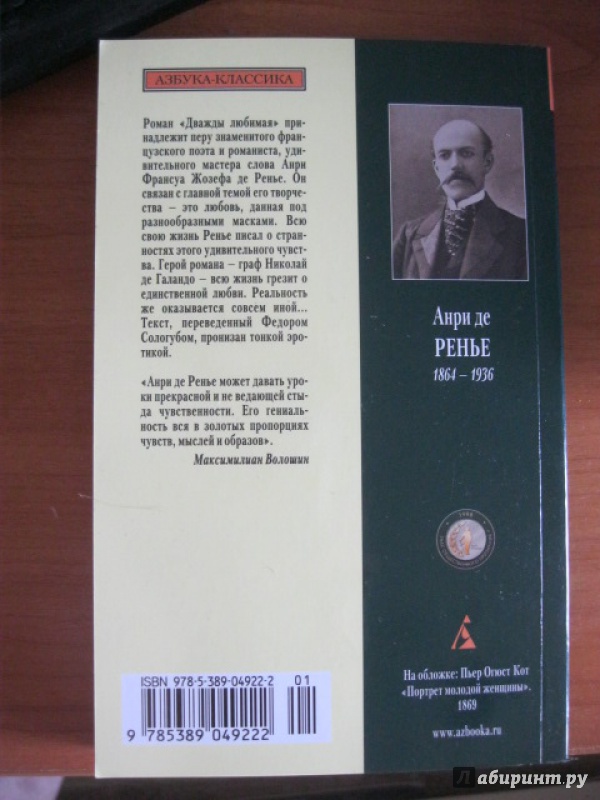 АЗБУКА-КЛАССИКА
Роман «Дважды любимая» при-
надлежит перу знаменитого фран-
цузского поэта и романиста, уди-
вительного мастера слова Анри
Франсуа Жозефа де Ренье. Он
связан с главной темой его творче-
ства – это любовь, данная под
разнообразными масками. Всю
свою жизнь Ренье писал о стран-
ностях этого удивительного чувст-
ва. Герой романа – граф Николай
де Галандо – всю жизнь грезит о
единственной любви. Реальность
же оказывается совсем иной...
Текст, переведенный Федором
Сологубом, пронизан тонкой эро-
тикой.
«Анри де Ренье может давать уро-
ки прекрасной и не ведающей сты-
да чувственности. Его гениаль-
ность вся в золотых пропорциях
чувств, мыслей и образов».
Максимилиан Волошин
ISBN 978-5-389-04922-2
01
9 785389 049222
Анри де
РЕНЬЕ
1864 – 1936
На обложке: Пьер Огюст Кот
«Портрет молодой женщины».
1869
www.azbooka.ru
Лабиринт.ру